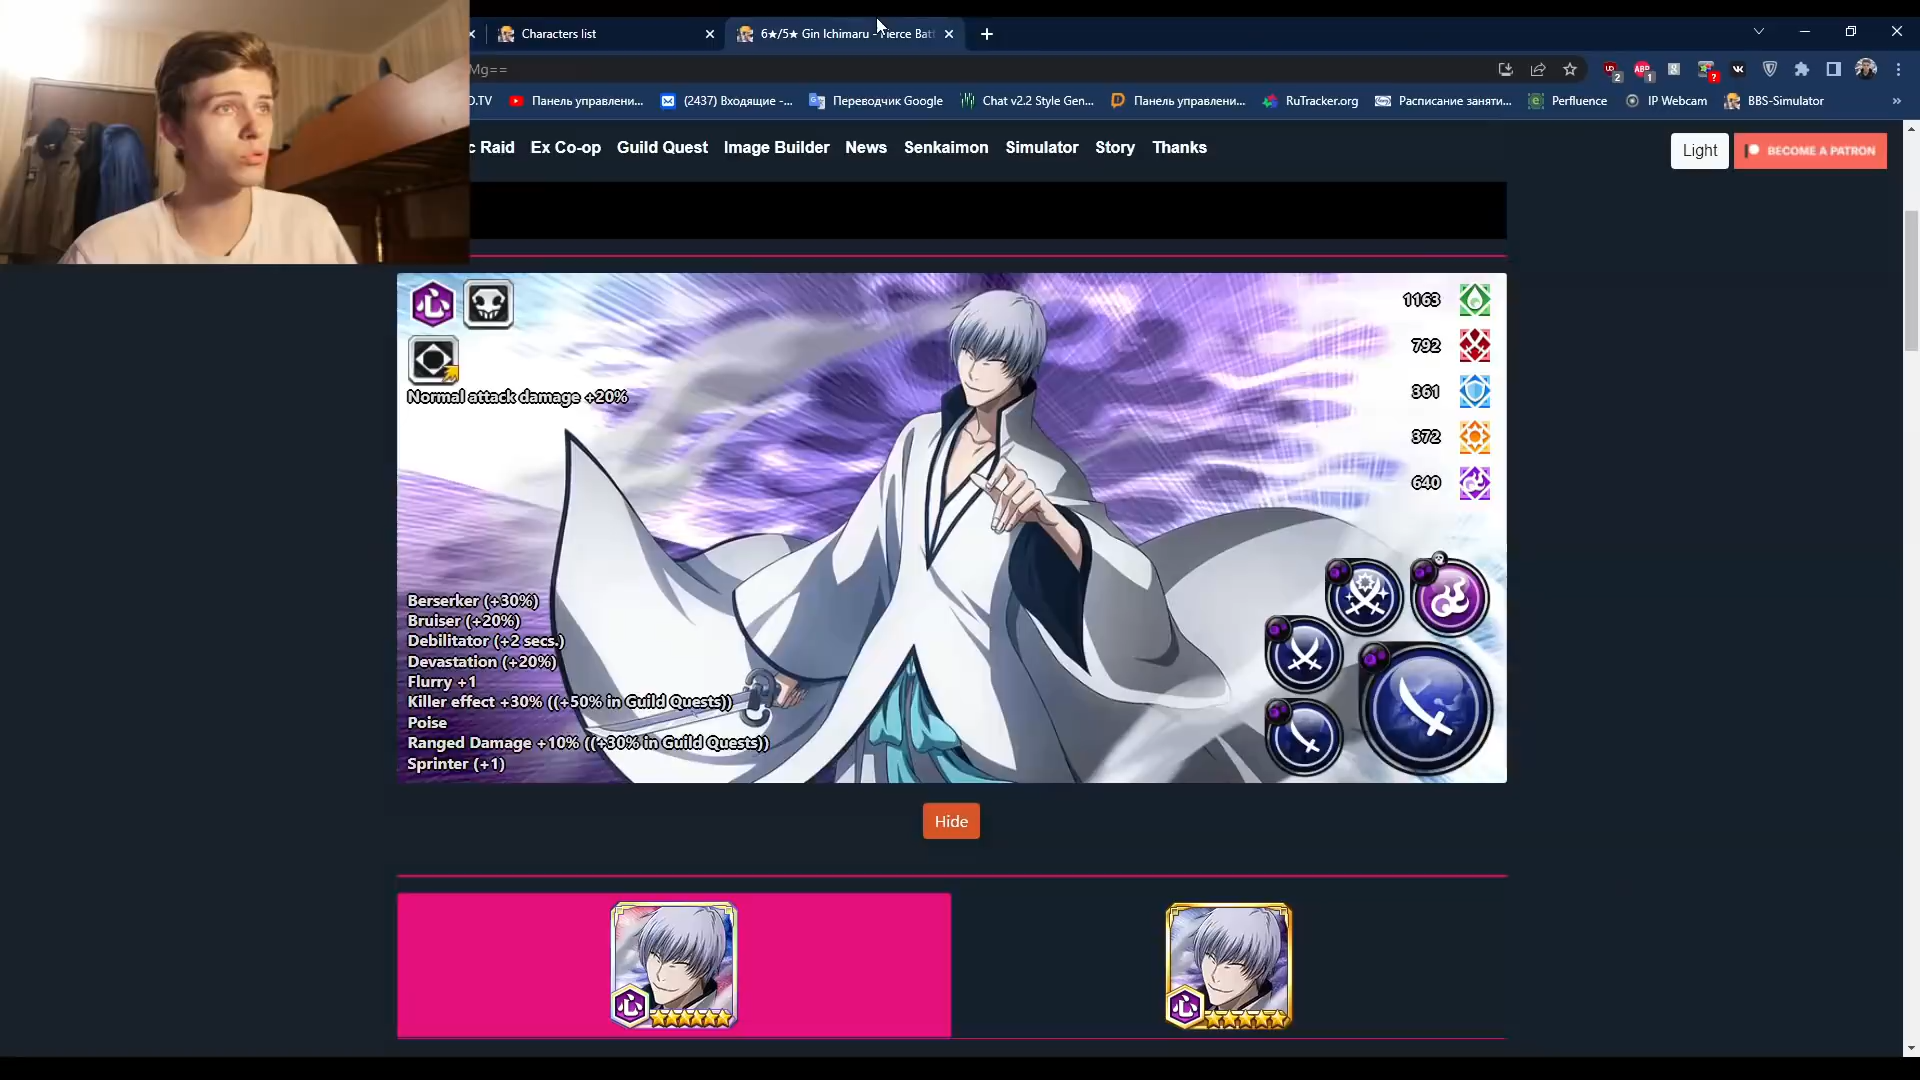 Characters list
6★/5★ Gin Ichimaru - Fierce Batt
Mg==
2
1
?
VK
D.TV
Панель управлени...
(2437) Входящие -...
Переводчик Google
Chat v2.2 Style Gen...
Панель управлени...
RuTracker.org
Расписание заняти...
Perfluence
IP Webcam
BBS-Simulator
»
c Raid
Ex Co-op
Guild Quest
Image Builder
News
Senkaimon
Simulator
Story
Thanks
Light
BECOME A PATRON
1163
792
361
372
640
Normal attack damage +20%
Berserker (+30%)
Bruiser (+20%)
Debilitator (+2 secs.)
Devastation (+20%)
Flurry +1
Killer effect +30% ((+50% in Guild Quests))
Poise
Ranged Damage +10% ((+30% in Guild Quests))
Sprinter (+1)
Hide